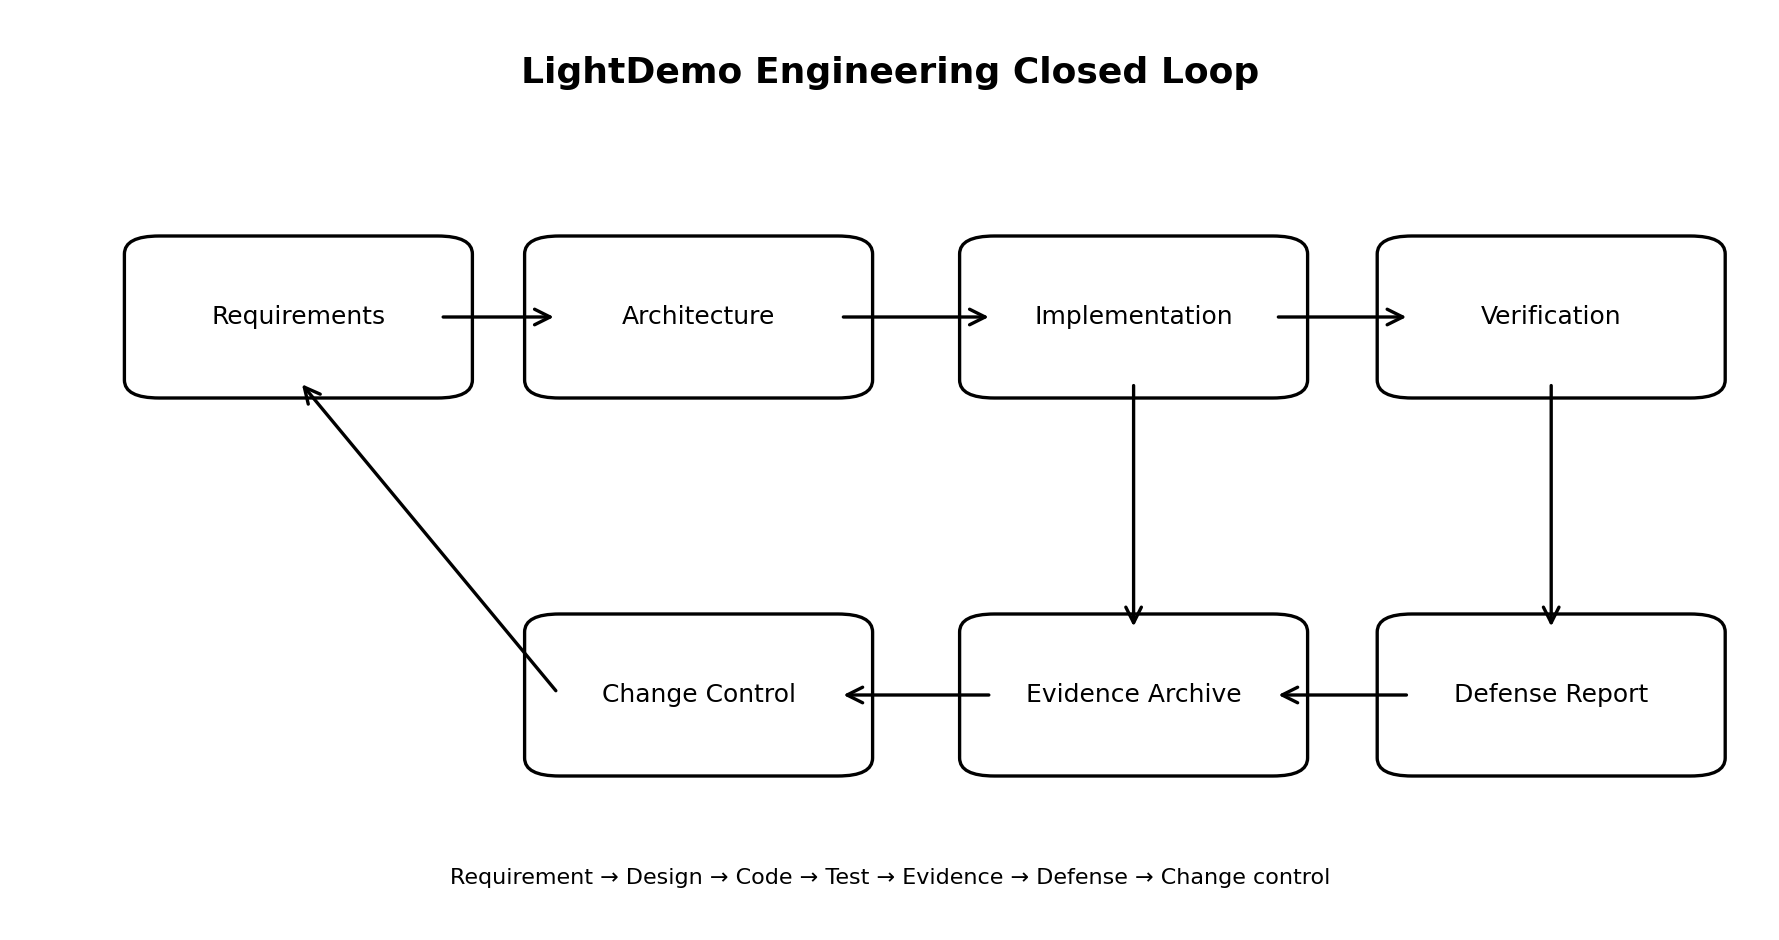 LightDemo Engineering Closed Loop
Requirements
Architecture
Implementation
Verification
Change Control
Evidence Archive
Defense Report
Requirement → Design → Code → Test → Evidence → Defense → Change control